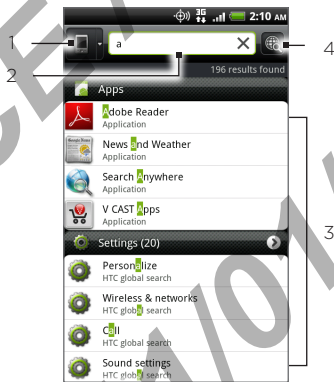 3G 2:10 AM
1
a
4
2
196 results found
Apps
Adobe Reader
Application
News and Weather
Application
Search Anywhere
Application
V CAST Apps
Application
3
Settings (20)
Personalize
HTC global search
Wireless & networks
HTC global search
Call
HTC global search
Sound settings
HTC global search